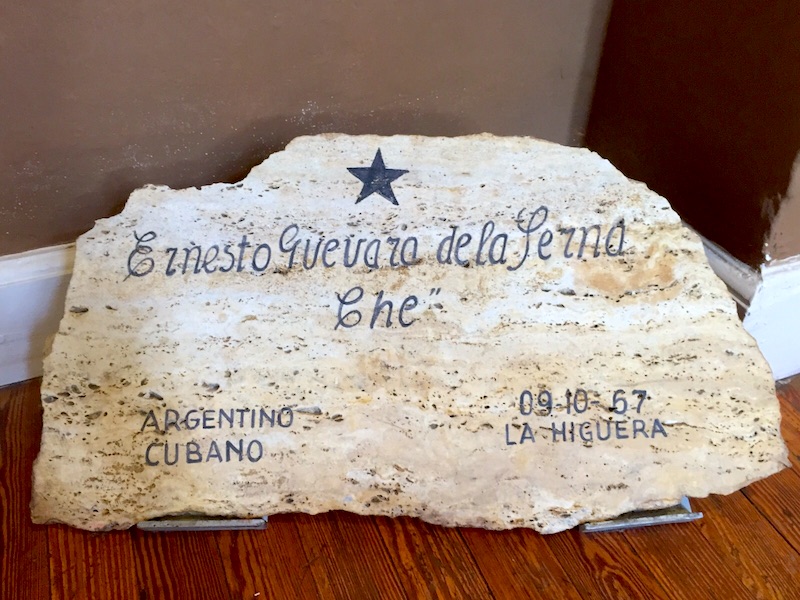 Ernesto Guevara de la Serna
Che"
ARGENTINO
CUBANO
09-10-67
LA HIGUERA